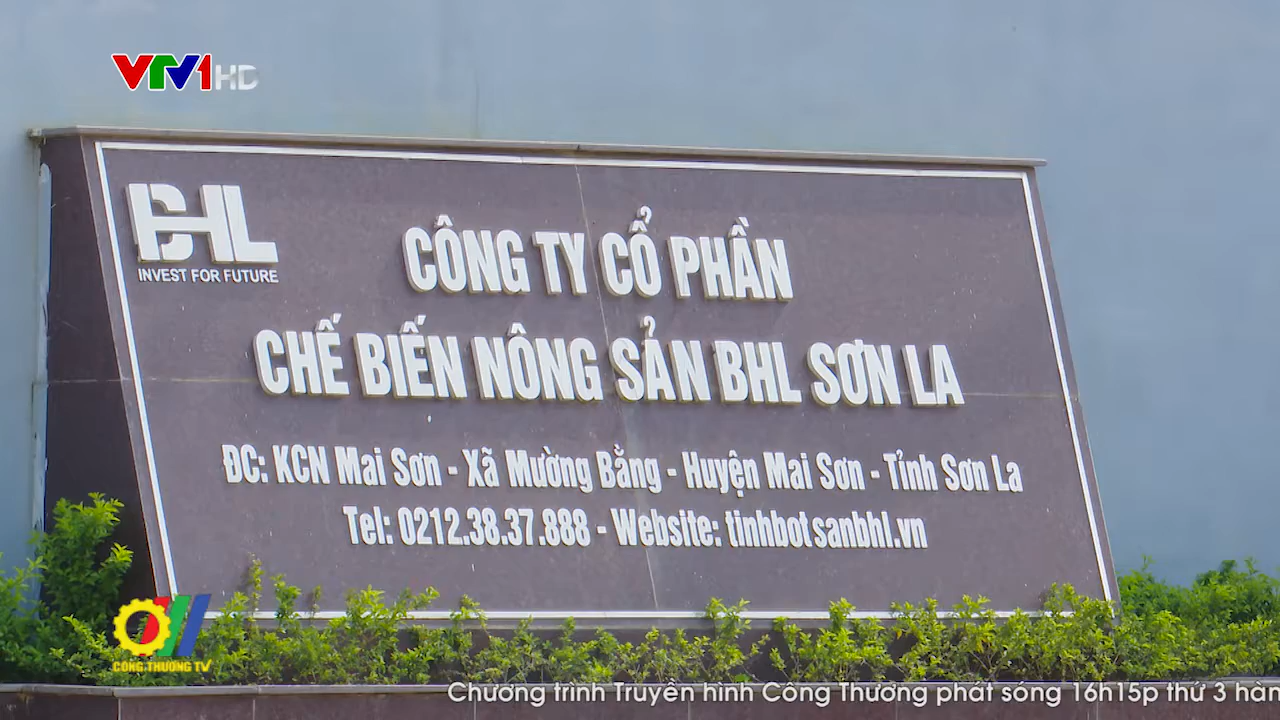 VTV1 HD
BHL
INVEST FOR FUTURE
CÔNG TY CỔ PHẦN
CHẾ BIẾN NÔNG SẢN BHL SƠN LA
ĐC: KCN Mai Sơn - Xã Mường Bằng - Huyện Mai Sơn - Tỉnh Sơn La
Tel: 0212.38.37.888 - Website: tinhbotsanbhl.vn
CÔNG THƯƠNG TV
Chương trình Truyền hình Công Thương phát sóng 16h15p thứ 3 hàn